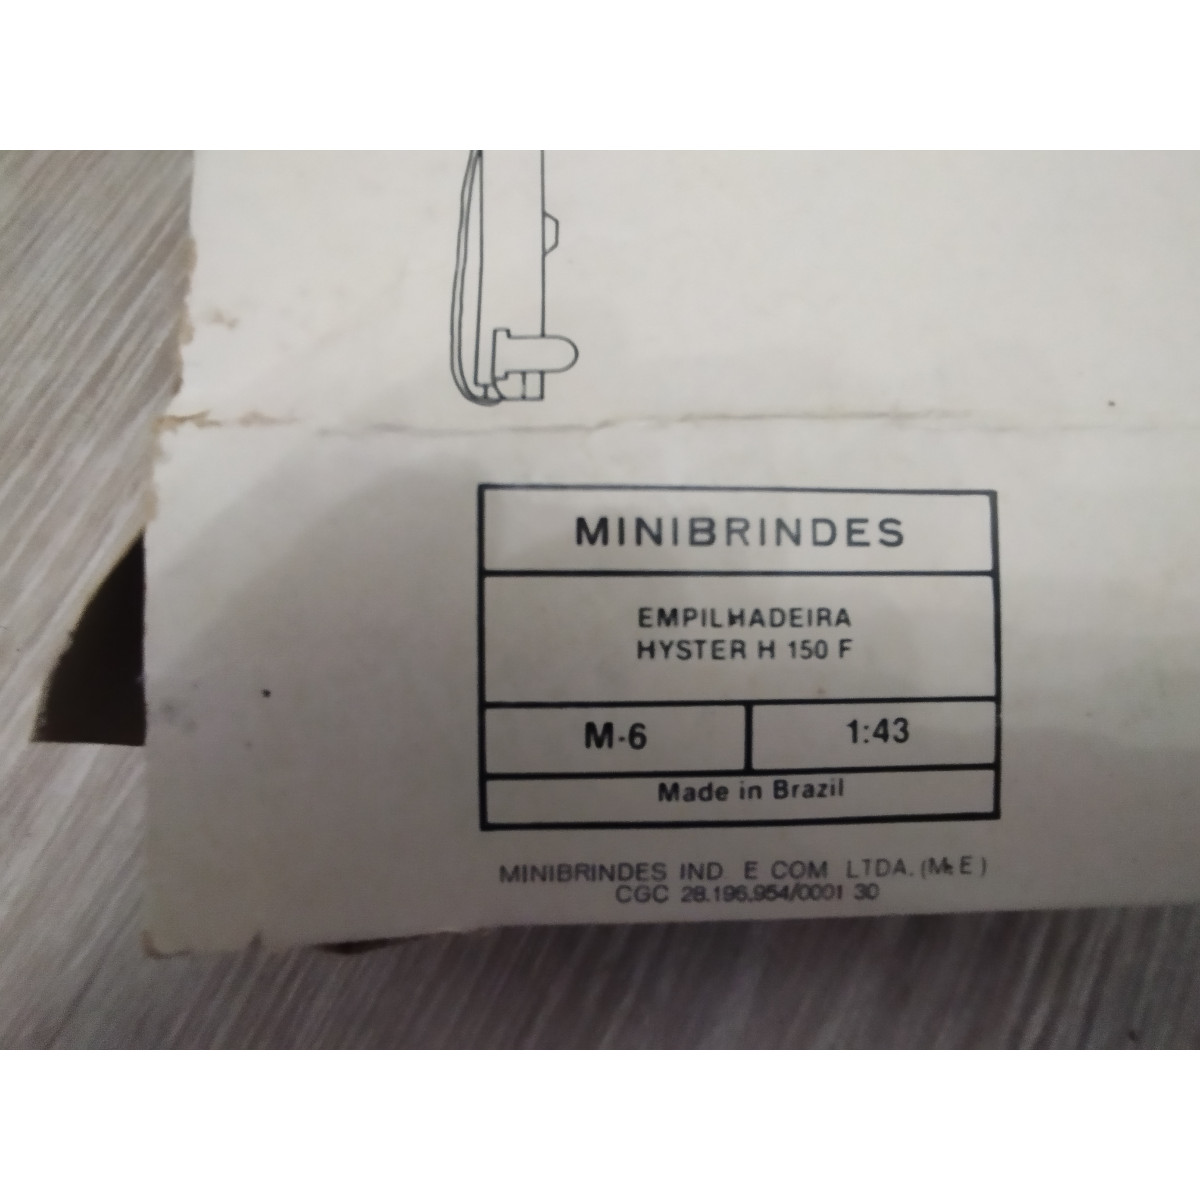 MINIBRINDES
EMPILHADEIRA
HYSTER H 150 F
M-6
1:43
Made in Brazil
MINIBRINDES IND E COM LTDA. (M.E)
CGC 28.196.954/0001 30